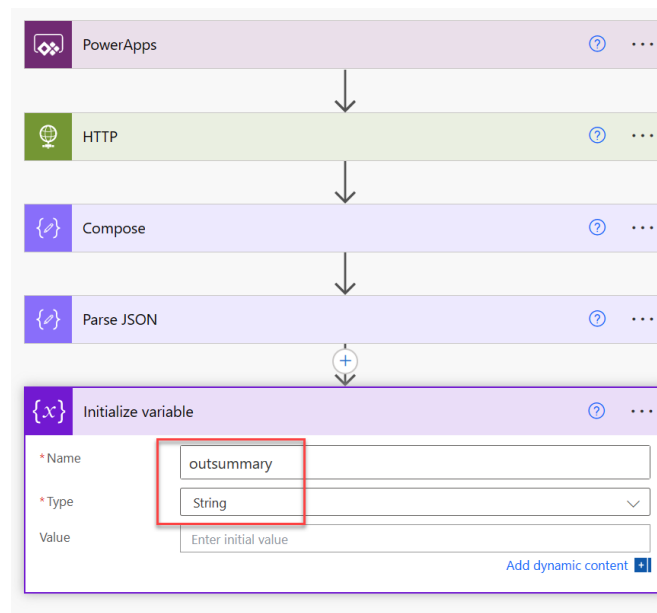 PowerApps
HTTP
Compose
Parse JSON
{x} Initialize variable
*Name outsummary
*Type String
Value Enter initial value
Add dynamic content